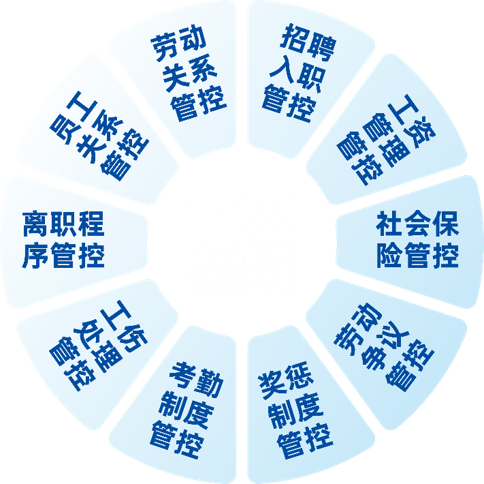 招聘
入职
管控
工资
管理
管控
社会保
险管控
劳动
争议
管控
奖惩
制度
管控
考勤
制度
管控
工伤
处理
管控
离职程
序管控
员工
关系
管控
劳动
关系
管控